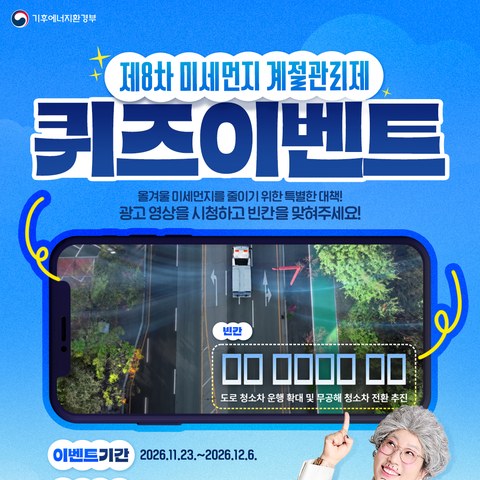 기후에너지환경부
제8차 미세먼지 계절관리제
퀴즈이벤트
올겨울 미세먼지를 줄이기 위한 특별한 대책!
광고 영상을 시청하고 빈칸을 맞혀주세요!
빈칸
□□ □□□□ □□
도로 청소차 운행 확대 및 무공해 청소차 전환 추진
이벤트기간 2026.11.23.~2026.12.6.